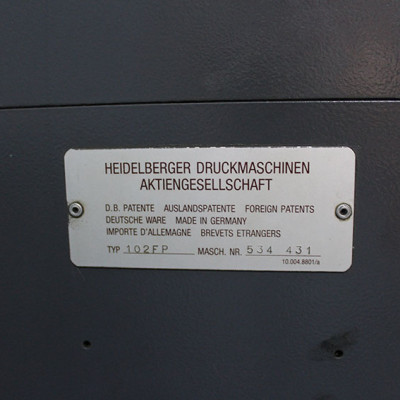 HEIDELBERGER DRUCKMASCHINEN
AKTIENGESELLSCHAFT
D.B. PATENTE AUSLANDSPATENTE FOREIGN PATENTS
DEUTSCHE WARE MADE IN GERMANY
IMPORTE D'ALLEMAGNE BREVETS ETRANGERS
TYP 102FP MASCH. NR. 534 431
10.004.8801/a